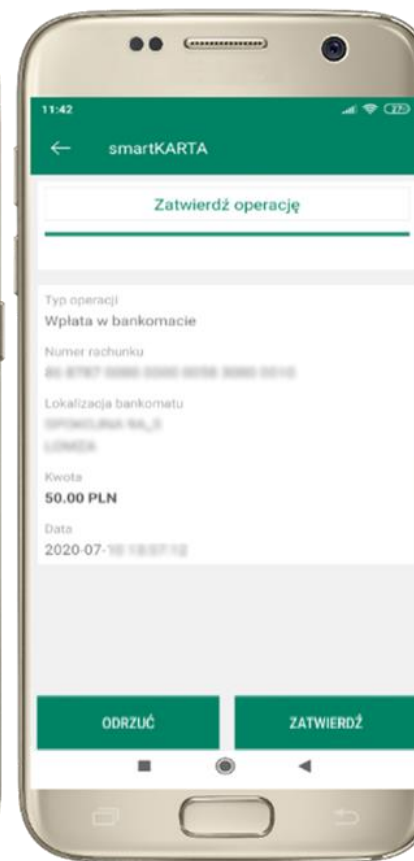 11:42
27
smartKARTA
Zatwierdź operację
Typ operacji
Wpłata w bankomacie
Numer rachunku
Lokalizacja bankomatu
Kwota
50.00 PLN
Data
2020-07-
ODRZUĆ
ZATWIERDŹ